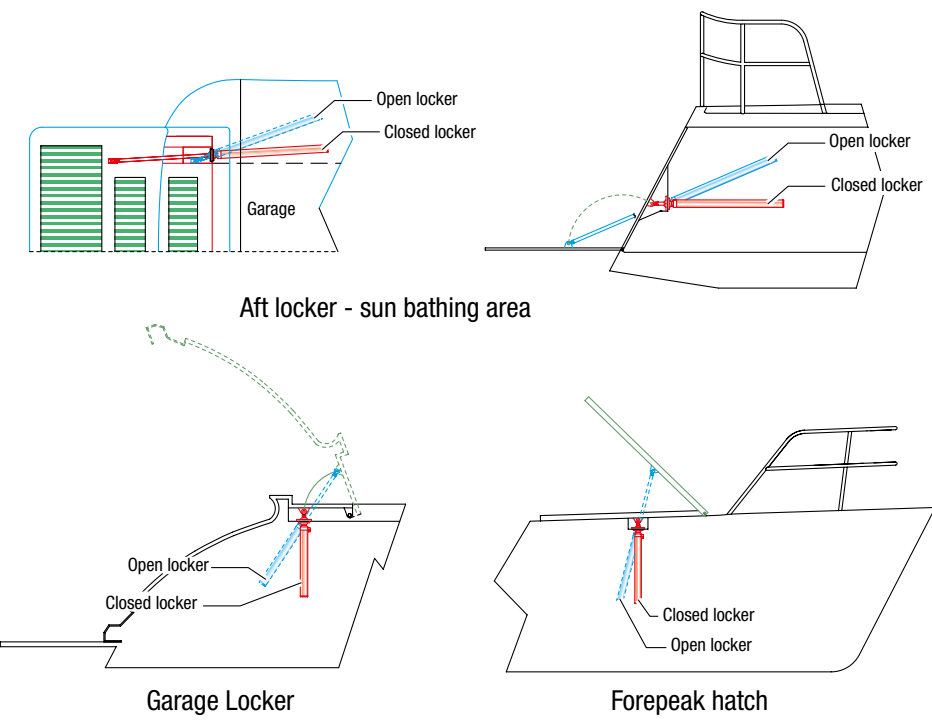 Open locker
Closed locker
Garage
Open locker
Closed locker
Aft locker - sun bathing area
Open locker
Closed locker
Garage Locker
Closed locker
Open locker
Forepeak hatch